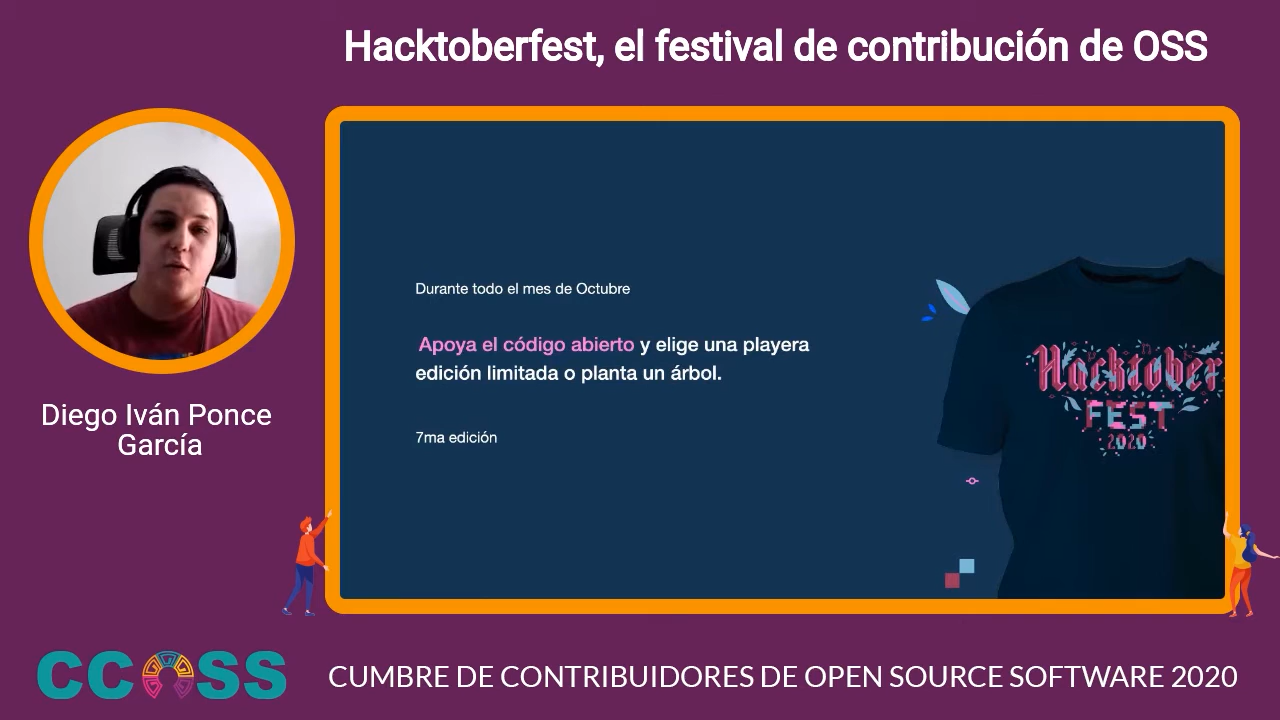 Hacktoberfest, el festival de contribución de OSS
Diego Iván Ponce
García
Durante todo el mes de Octubre
Apoya el código abierto y elige una playera
edición limitada o planta un árbol.
7ma edición
Hacktober
FEST
2020
CCOSS
CUMBRE DE CONTRIBUIDORES DE OPEN SOURCE SOFTWARE 2020